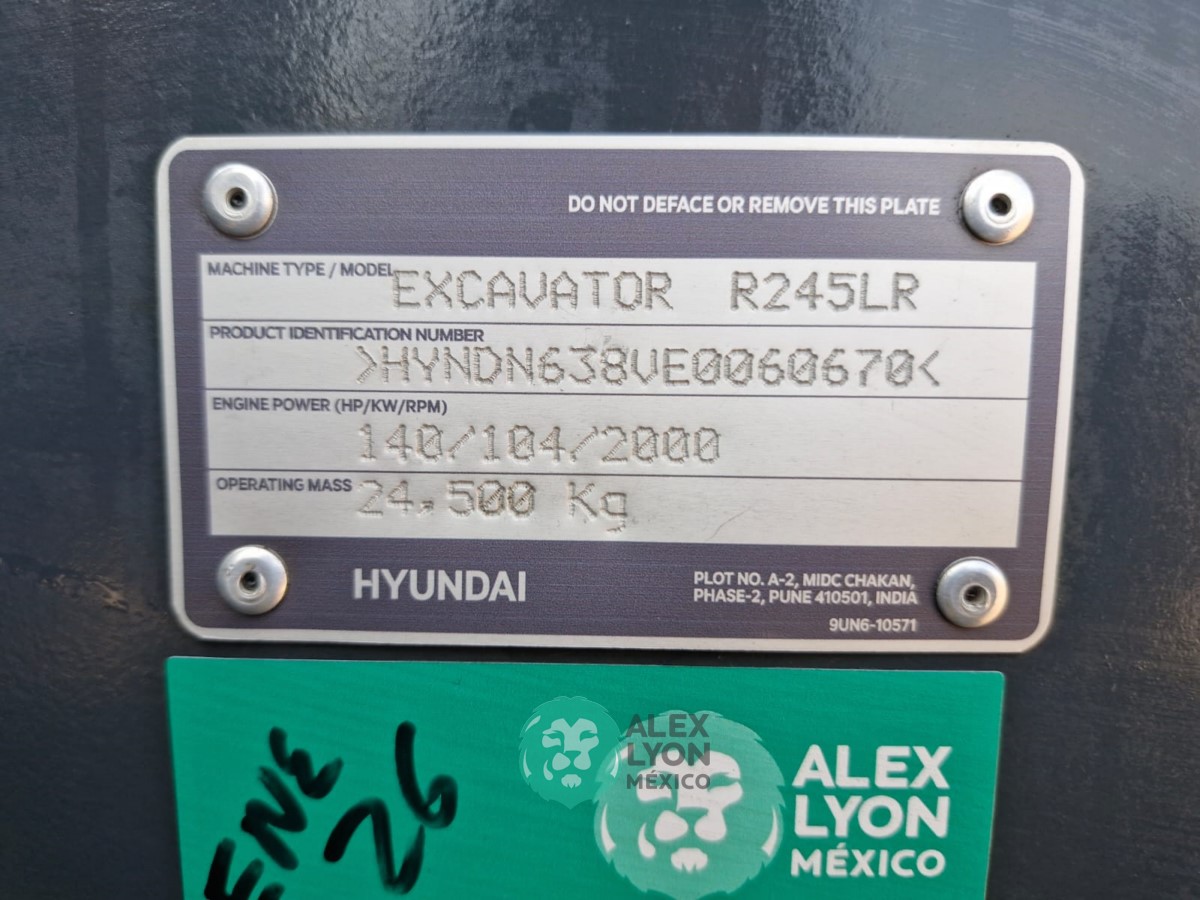 DO NOT DEFACE OR REMOVE THIS PLATE
MACHINE TYPE / MODEL EXCAVATOR R245LR
PRODUCT IDENTIFICATION NUMBER
>HYNDN638VE0060670<
ENGINE POWER (HP/KW/RPM)
140/104/2000
OPERATING MASS 24,500 Kg
HYUNDAI
PLOT NO. A-2, MIDC CHAKAN,
PHASE-2, PUNE 410501, INDIA
9UN6-10571
ENE
26
ALEX
LYON
MÉXICO
ALEX
LYON
MÉXICO